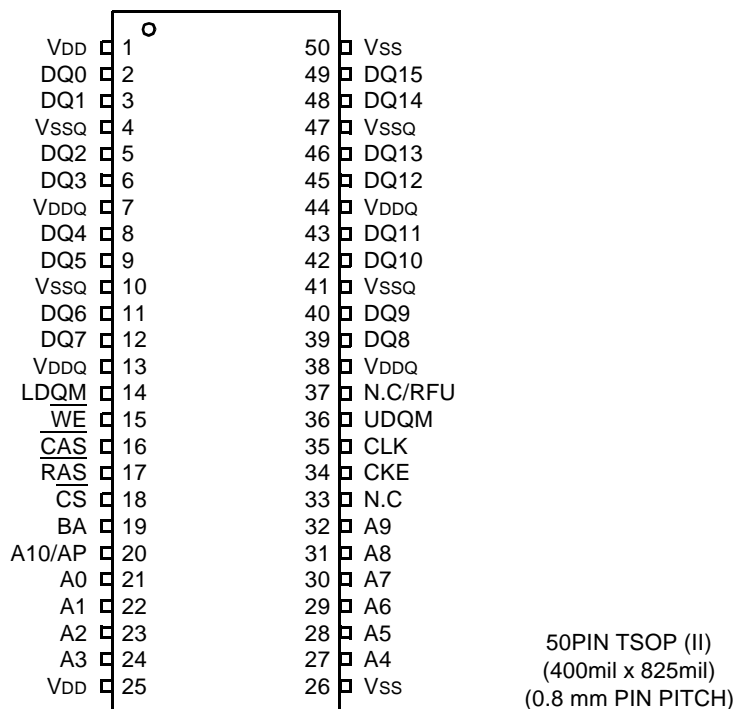 VDD 1 50 VSS
DQ0 2 49 DQ15
DQ1 3 48 DQ14
VSSQ 4 47 VSSQ
DQ2 5 46 DQ13
DQ3 6 45 DQ12
VDDQ 7 44 VDDQ
DQ4 8 43 DQ11
DQ5 9 42 DQ10
VSSQ 10 41 VSSQ
DQ6 11 40 DQ9
DQ7 12 39 DQ8
VDDQ 13 38 VDDQ
LDQM 14 37 N.C/RFU
W̅E̅ 15 36 UDQM
C̅A̅S̅ 16 35 CLK
R̅A̅S̅ 17 34 CKE
C̅S̅ 18 33 N.C
BA 19 32 A9
A10/AP 20 31 A8
A0 21 30 A7
A1 22 29 A6
A2 23 28 A5
A3 24 27 A4
VDD 25 26 VSS
50PIN TSOP (II)
(400mil x 825mil)
(0.8 mm PIN PITCH)